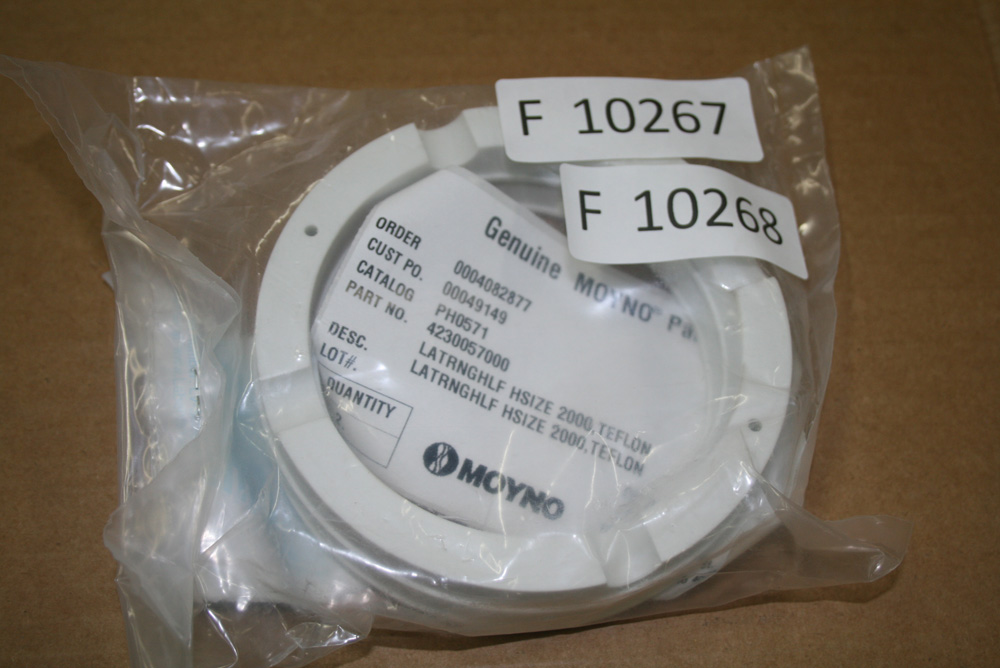 F 10267
F 10268
Genuine MOYNO® Pa
ORDER 0004082877
CUST PO. 00049149
CATALOG PH0571
PART NO. 4230057000
DESC. LATRNGHLF HSIZE 2000,TEFLON
LOT#. LATRNGHLF HSIZE 2000,TEFLON
QUANTITY
MOYNO